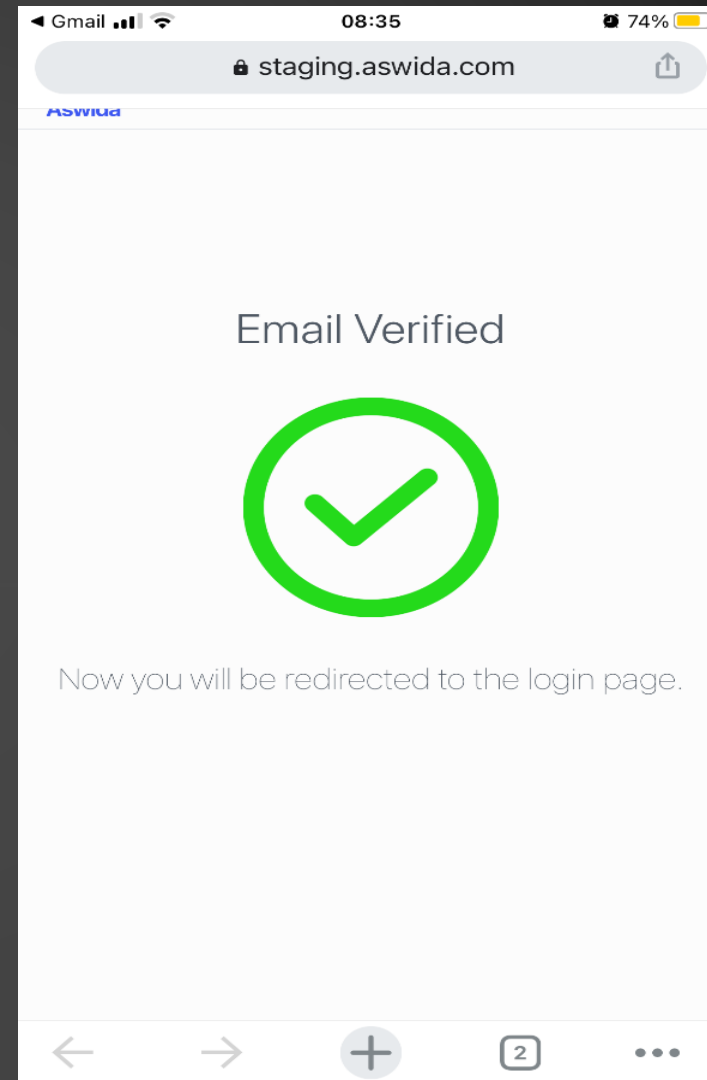 Gmail
08:35
74%
staging.aswida.com
Aswida
Email Verified
Now you will be redirected to the login page.
2